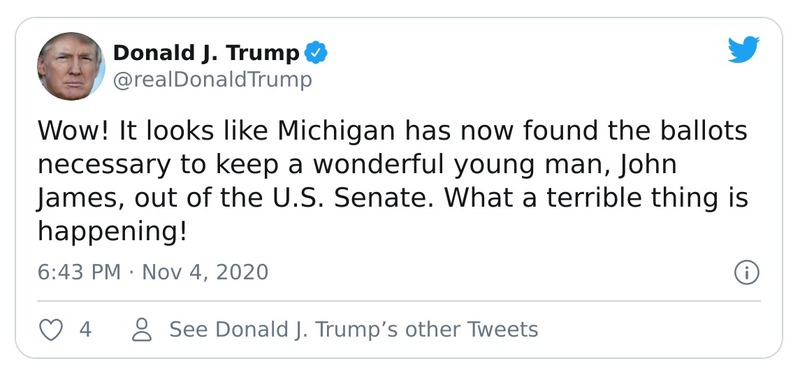 Donald J. Trump
@realDonaldTrump
Wow! It looks like Michigan has now found the ballots
necessary to keep a wonderful young man, John
James, out of the U.S. Senate. What a terrible thing is
happening!
6:43 PM · Nov 4, 2020
4
See Donald J. Trump’s other Tweets